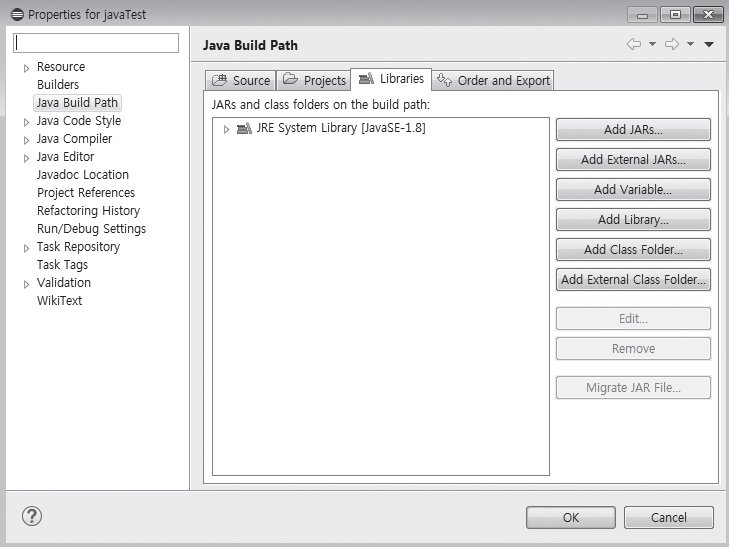 Properties for javaTest
Resource
Builders
Java Build Path
Java Code Style
Java Compiler
Java Editor
Javadoc Location
Project References
Refactoring History
Run/Debug Settings
Task Repository
Task Tags
Validation
WikiText
Java Build Path
Source Projects Libraries Order and Export
JARs and class folders on the build path:
JRE System Library [JavaSE-1.8]
Add JARs...
Add External JARs...
Add Variable...
Add Library...
Add Class Folder...
Add External Class Folder...
Edit...
Remove
Migrate JAR File...
?
OK Cancel